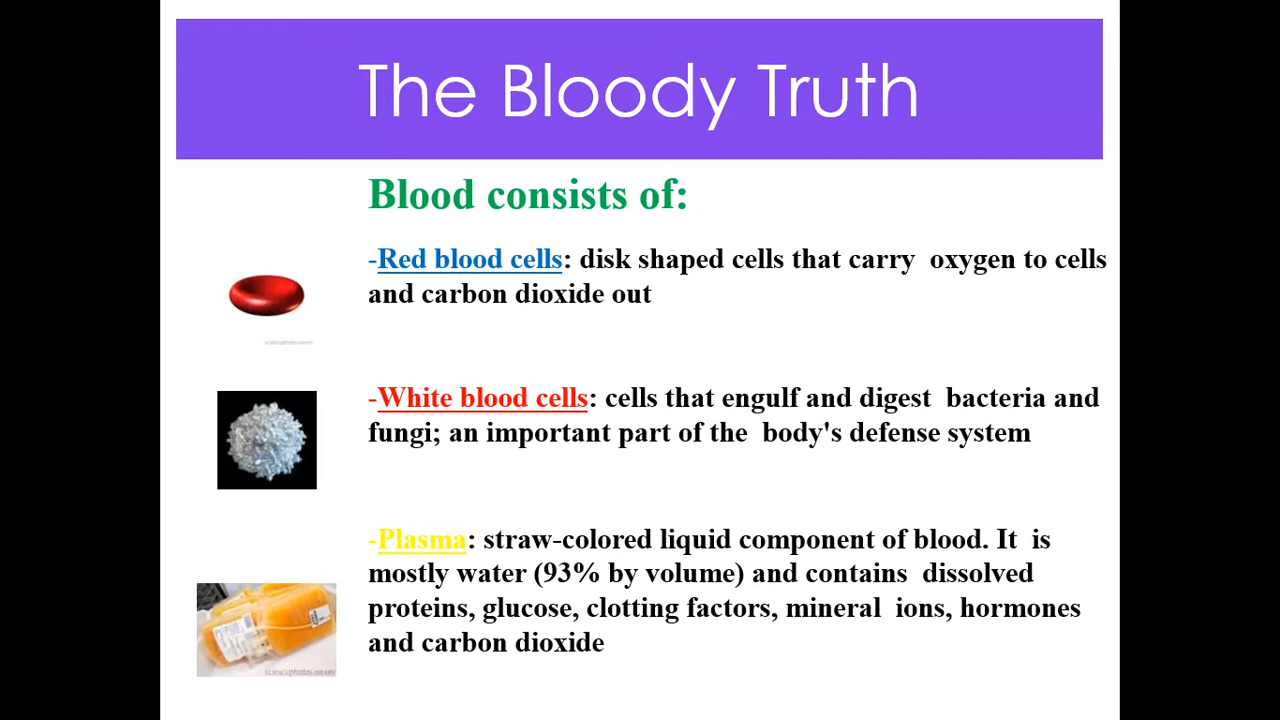 The Bloody Truth
Blood consists of:
-Red blood cells: disk shaped cells that carry oxygen to cells
and carbon dioxide out
-White blood cells: cells that engulf and digest bacteria and
fungi; an important part of the body's defense system
-Plasma: straw-colored liquid component of blood. It is
mostly water (93% by volume) and contains dissolved
proteins, glucose, clotting factors, mineral ions, hormones
and carbon dioxide
SCIENCEphotoLIBRARY